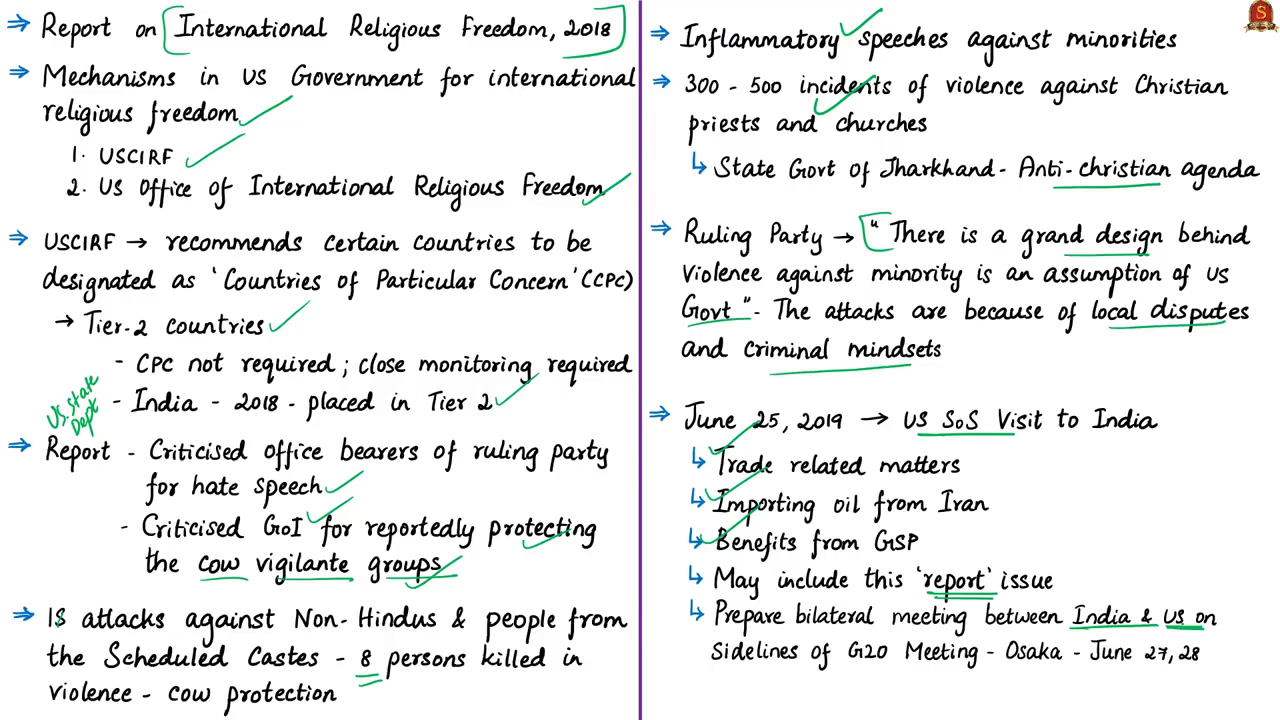 ⇒ Report on [International Religious Freedom, 2018]
⇒ Mechanisms in US Government for international
religious freedom
1. USCIRF
2. US Office of International Religious Freedom
⇒ USCIRF → recommends certain countries to be
designated as 'Countries of Particular Concern' (CPC)
→ Tier-2 countries
- CPC not required ; close monitoring required
- India - 2018 - placed in Tier 2
US State
Dept
⇒ Report - Criticised office bearers of ruling party
for hate speech
- Criticised GoI for reportedly protecting
the cow vigilante groups
⇒ 18 attacks against Non-Hindus & people from
the Scheduled Castes - 8 persons killed in
violence - cow protection
⇒ Inflammatory speeches against minorities
⇒ 300 - 500 incidents of violence against Christian
priests and churches
↳ State Govt of Jharkhand - Anti-christian agenda
⇒ Ruling Party → ["There is a grand design behind
violence against minority is an assumption of US
Govt" - The attacks are because of local disputes
and criminal mindsets
⇒ June 25, 2019 → US SoS Visit to India
↳ Trade related matters
↳ Importing oil from Iran
↳ Benefits from GSP
↳ May include this 'report' issue
↳ Prepare bilateral meeting between India & US on
sidelines of G20 Meeting - Osaka - June 27, 28
S